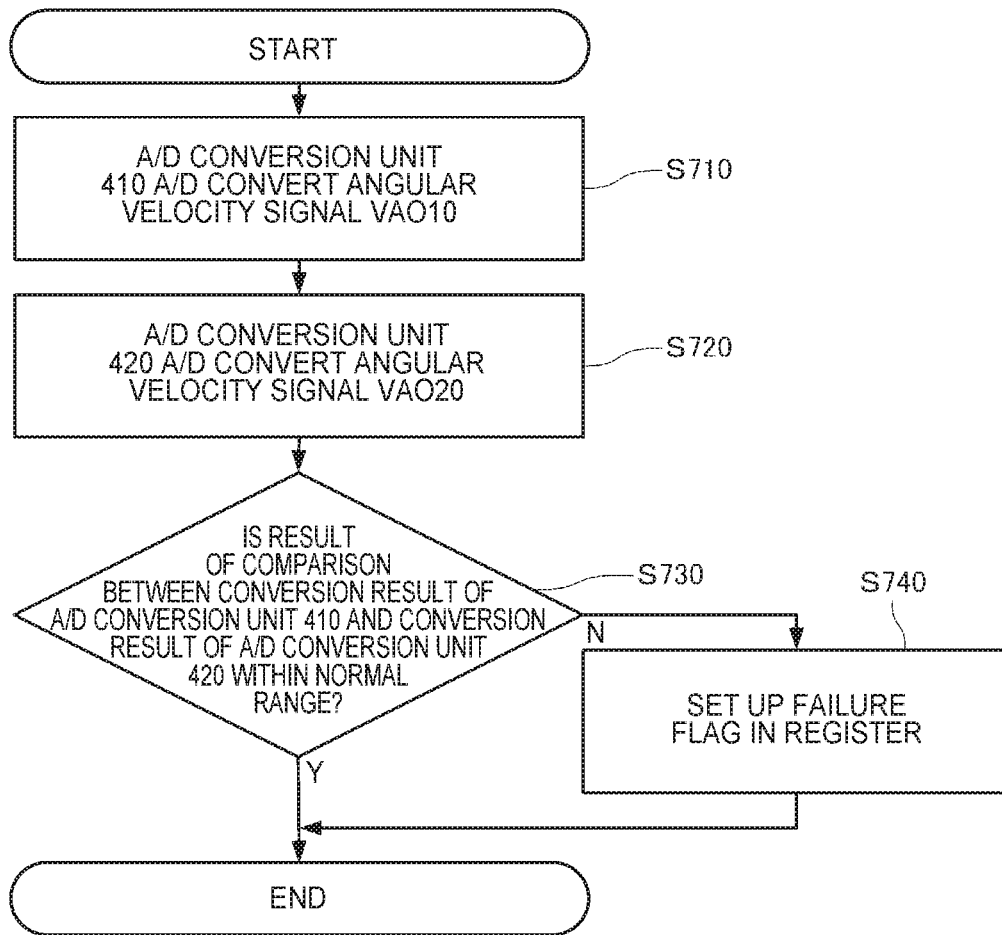 START
A/D CONVERSION UNIT
410 A/D CONVERT ANGULAR
VELOCITY SIGNAL VAO10
S710
A/D CONVERSION UNIT
420 A/D CONVERT ANGULAR
VELOCITY SIGNAL VAO20
S720
IS RESULT
OF COMPARISON
BETWEEN CONVERSION RESULT OF
A/D CONVERSION UNIT 410 AND CONVERSION
RESULT OF A/D CONVERSION UNIT
420 WITHIN NORMAL
RANGE?
S730
N
Y
S740
SET UP FAILURE
FLAG IN REGISTER
END